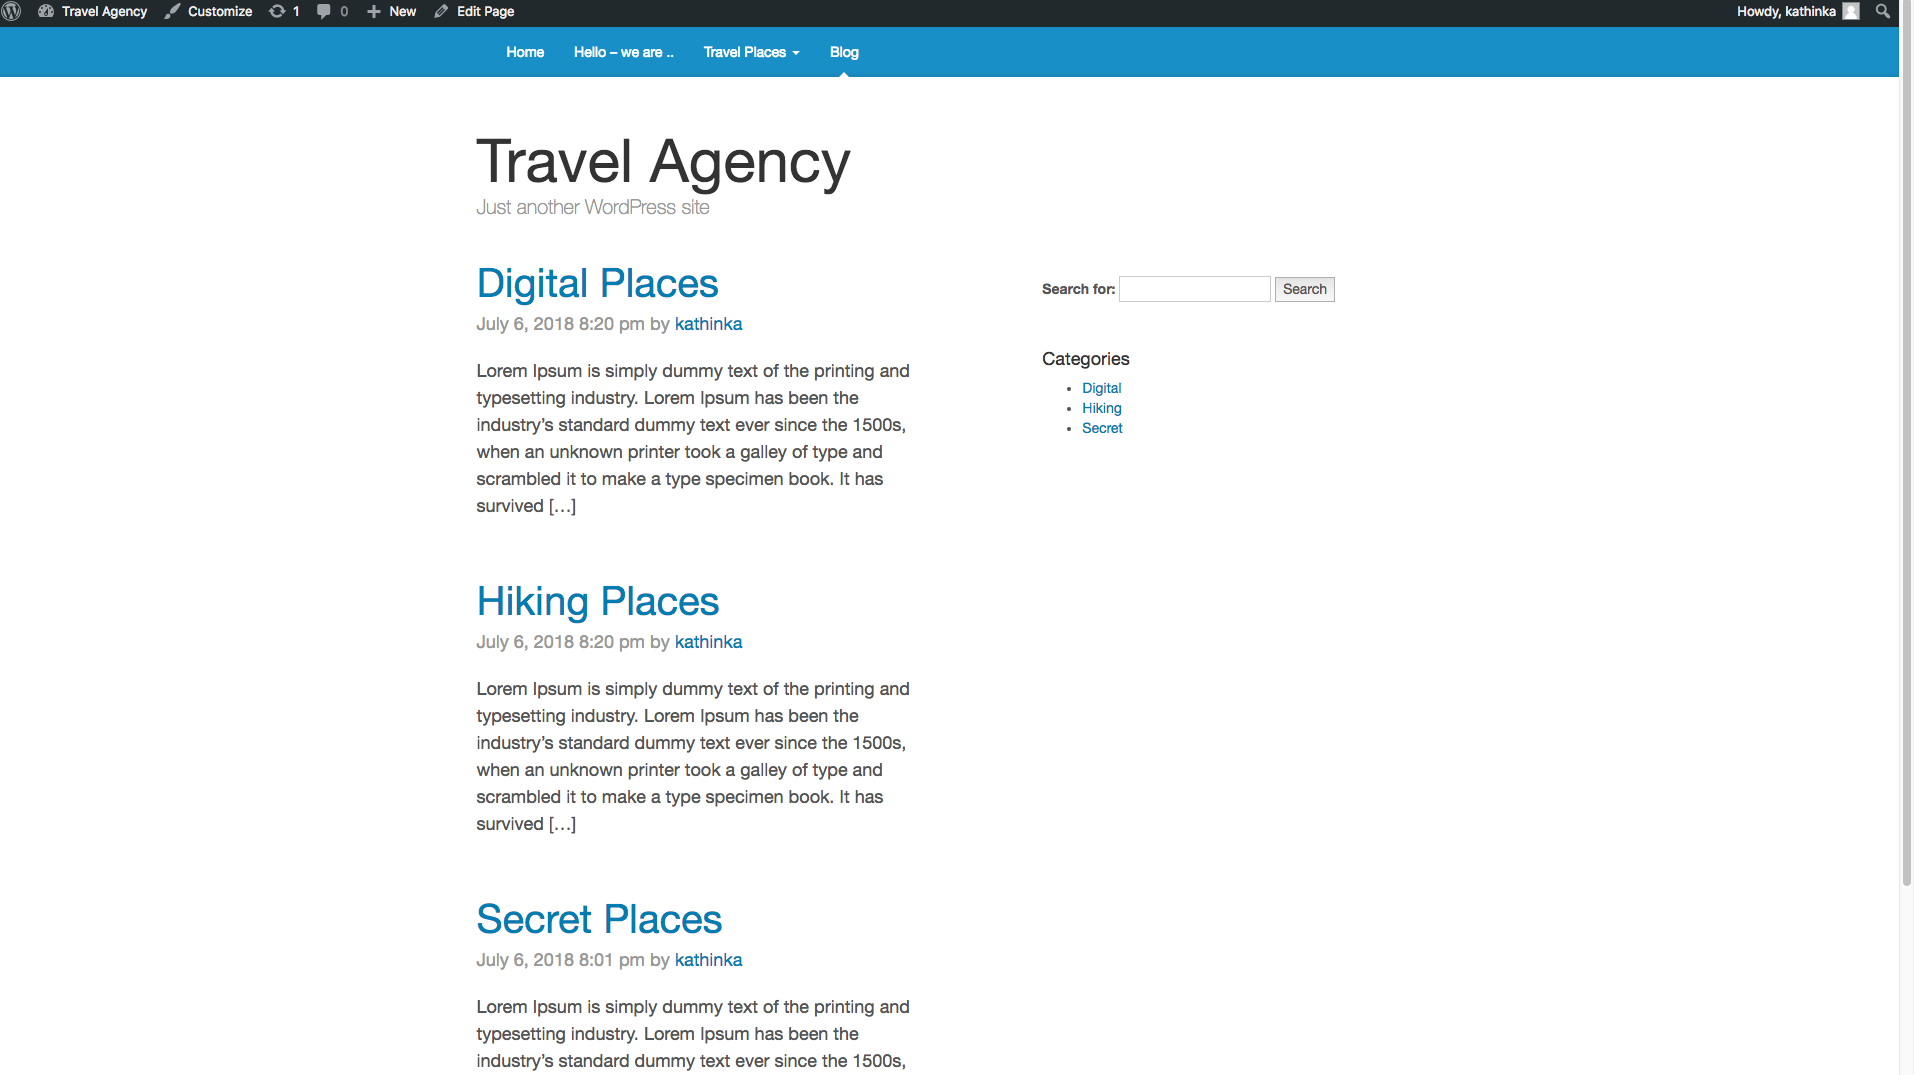 Travel Agency Customize 1 0 New Edit Page Howdy, kathinka
Home Hello – we are .. Travel Places Blog
Travel Agency
Just another WordPress site
Digital Places
July 6, 2018 8:20 pm by kathinka
Lorem Ipsum is simply dummy text of the printing and
typesetting industry. Lorem Ipsum has been the
industry’s standard dummy text ever since the 1500s,
when an unknown printer took a galley of type and
scrambled it to make a type specimen book. It has
survived […]
Hiking Places
July 6, 2018 8:20 pm by kathinka
Lorem Ipsum is simply dummy text of the printing and
typesetting industry. Lorem Ipsum has been the
industry’s standard dummy text ever since the 1500s,
when an unknown printer took a galley of type and
scrambled it to make a type specimen book. It has
survived […]
Secret Places
July 6, 2018 8:01 pm by kathinka
Lorem Ipsum is simply dummy text of the printing and
typesetting industry. Lorem Ipsum has been the
industry’s standard dummy text ever since the 1500s,
Search for: Search
Categories
Digital
Hiking
Secret